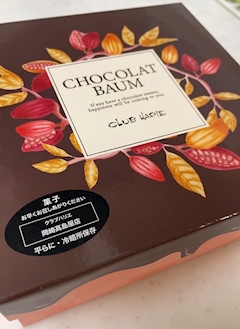 CHOCOLAT
BAUM
If any have a chocolate sweets,
happiness will be coming to you.
CLUB HARIE
菓子
お早くお召しあがりください
クラブハリエ
岡崎高島屋店
平らに・冷暗所保存